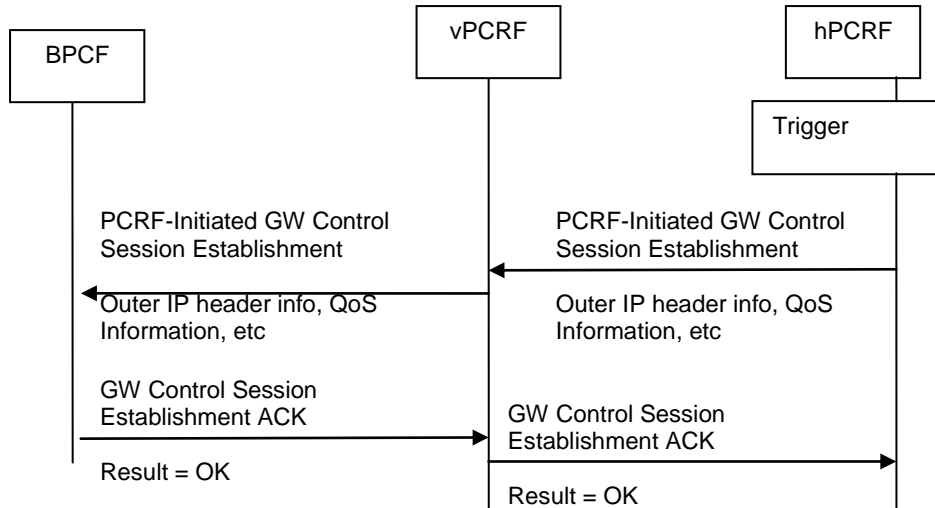 BPCF
vPCRF
hPCRF
Trigger
PCRF-Initiated GW Control
Session Establishment
PCRF-Initiated GW Control
Session Establishment
Outer IP header info, QoS
Information, etc
Outer IP header info, QoS
Information, etc
GW Control Session
Establishment ACK
GW Control Session
Establishment ACK
Result = OK
Result = OK